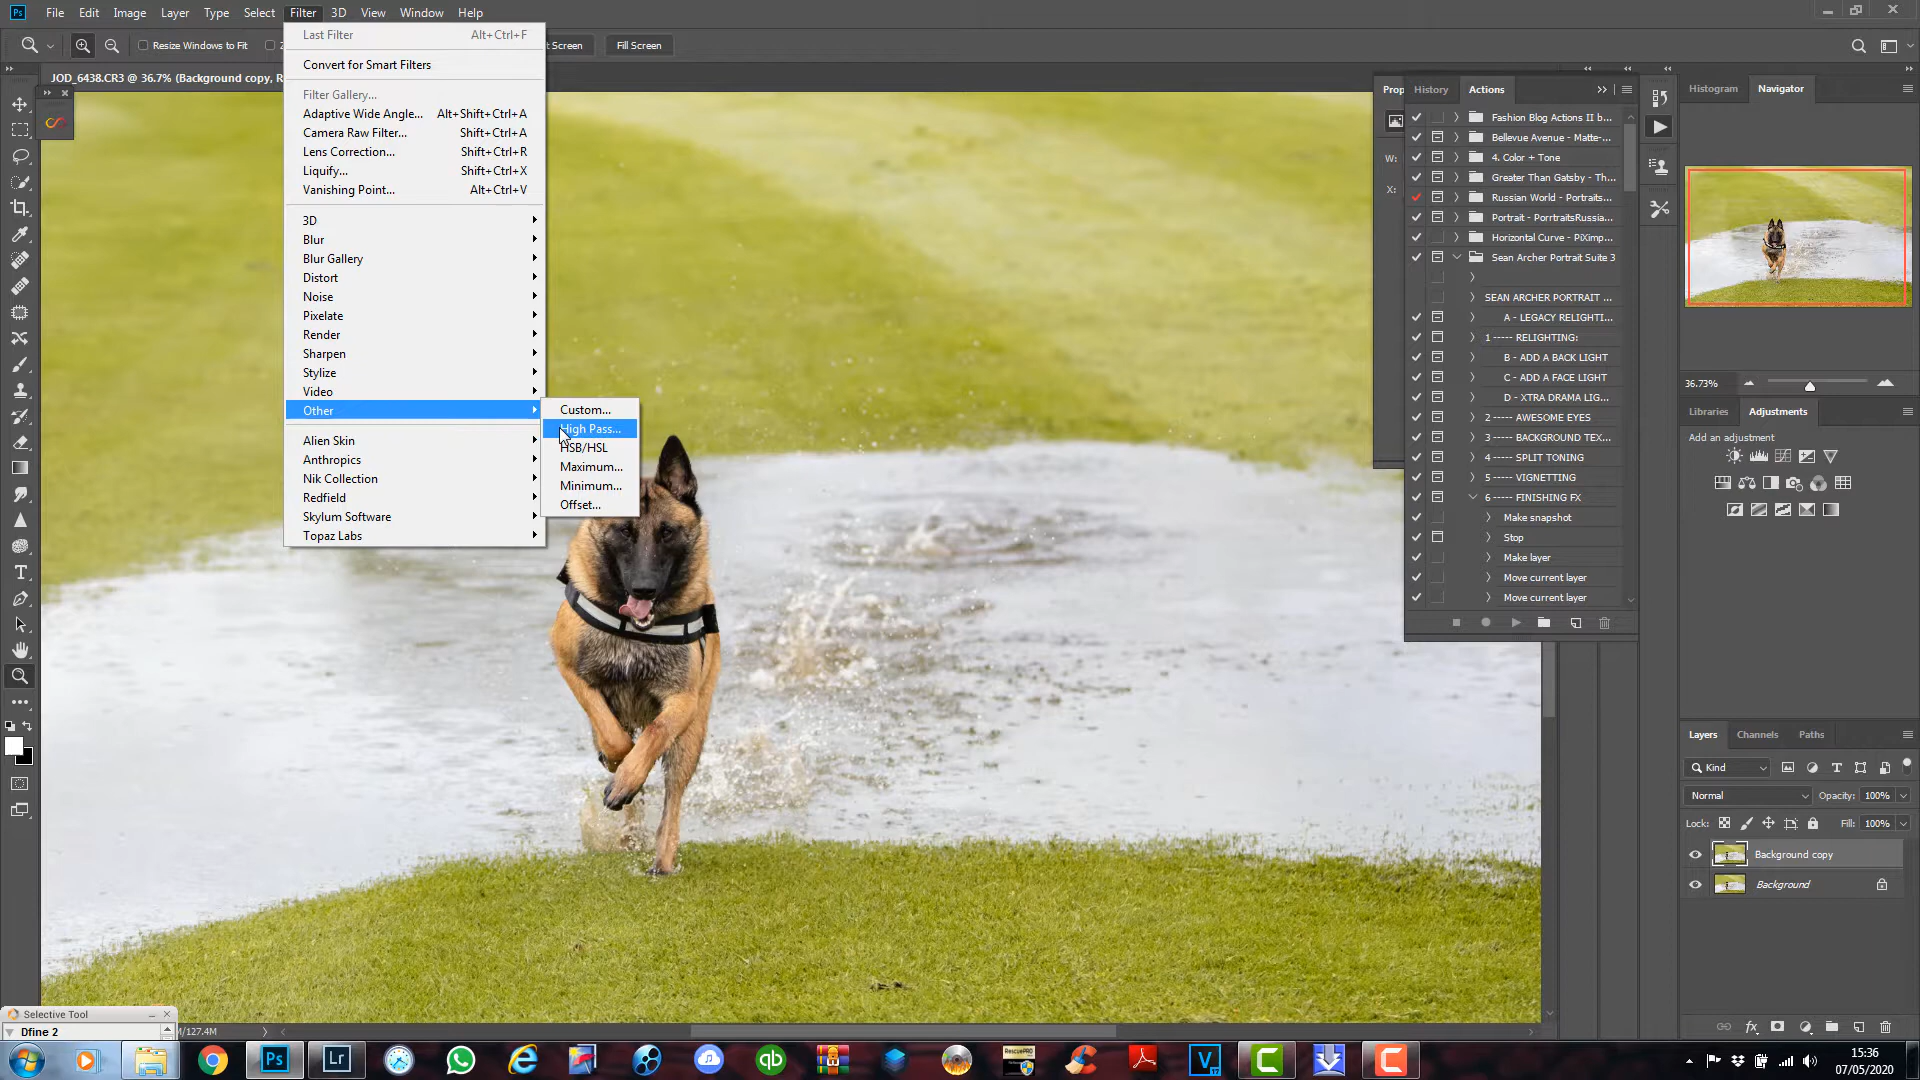 Ps File Edit Image Layer Type Select Filter 3D View Window Help
Resize Windows to Fit
t Screen
Fill Screen
JOD_6438.CR3 @ 36.7% (Background copy, R
Last Filter Alt+Ctrl+F
Convert for Smart Filters
Filter Gallery...
Adaptive Wide Angle... Alt+Shift+Ctrl+A
Camera Raw Filter... Shift+Ctrl+A
Lens Correction... Shift+Ctrl+R
Liquify... Shift+Ctrl+X
Vanishing Point... Alt+Ctrl+V
3D
Blur
Blur Gallery
Distort
Noise
Pixelate
Render
Sharpen
Stylize
Video
Other
Alien Skin
Anthropics
Nik Collection
Redfield
Skylum Software
Topaz Labs
Custom...
High Pass...
HSB/HSL
Maximum...
Minimum...
Offset...
Prop
W:
X:
History Actions
Fashion Blog Actions II b...
Bellevue Avenue - Matte-...
4. Color + Tone
Greater Than Gatsby - Th...
Russian World - Portraits...
Portrait - PorrtraitsRussia...
Horizontal Curve - PiXimp...
Sean Archer Portrait Suite 3
SEAN ARCHER PORTRAIT ...
A - LEGACY RELIGHTI...
1 ----- RELIGHTING:
B - ADD A BACK LIGHT
C - ADD A FACE LIGHT
D - XTRA DRAMA LIG...
2 ----- AWESOME EYES
3 ----- BACKGROUND TEX...
4 ----- SPLIT TONING
5 ----- VIGNETTING
6 ----- FINISHING FX
Make snapshot
Stop
Make layer
Move current layer
Move current layer
Histogram Navigator
36.73%
Libraries Adjustments
Add an adjustment
Layers Channels Paths
Kind
Normal Opacity: 100%
Lock: Fill: 100%
Background copy
Background
Selective Tool
Dfine 2
/127.4M
Ps Lr qb V
15:36
07/05/2020